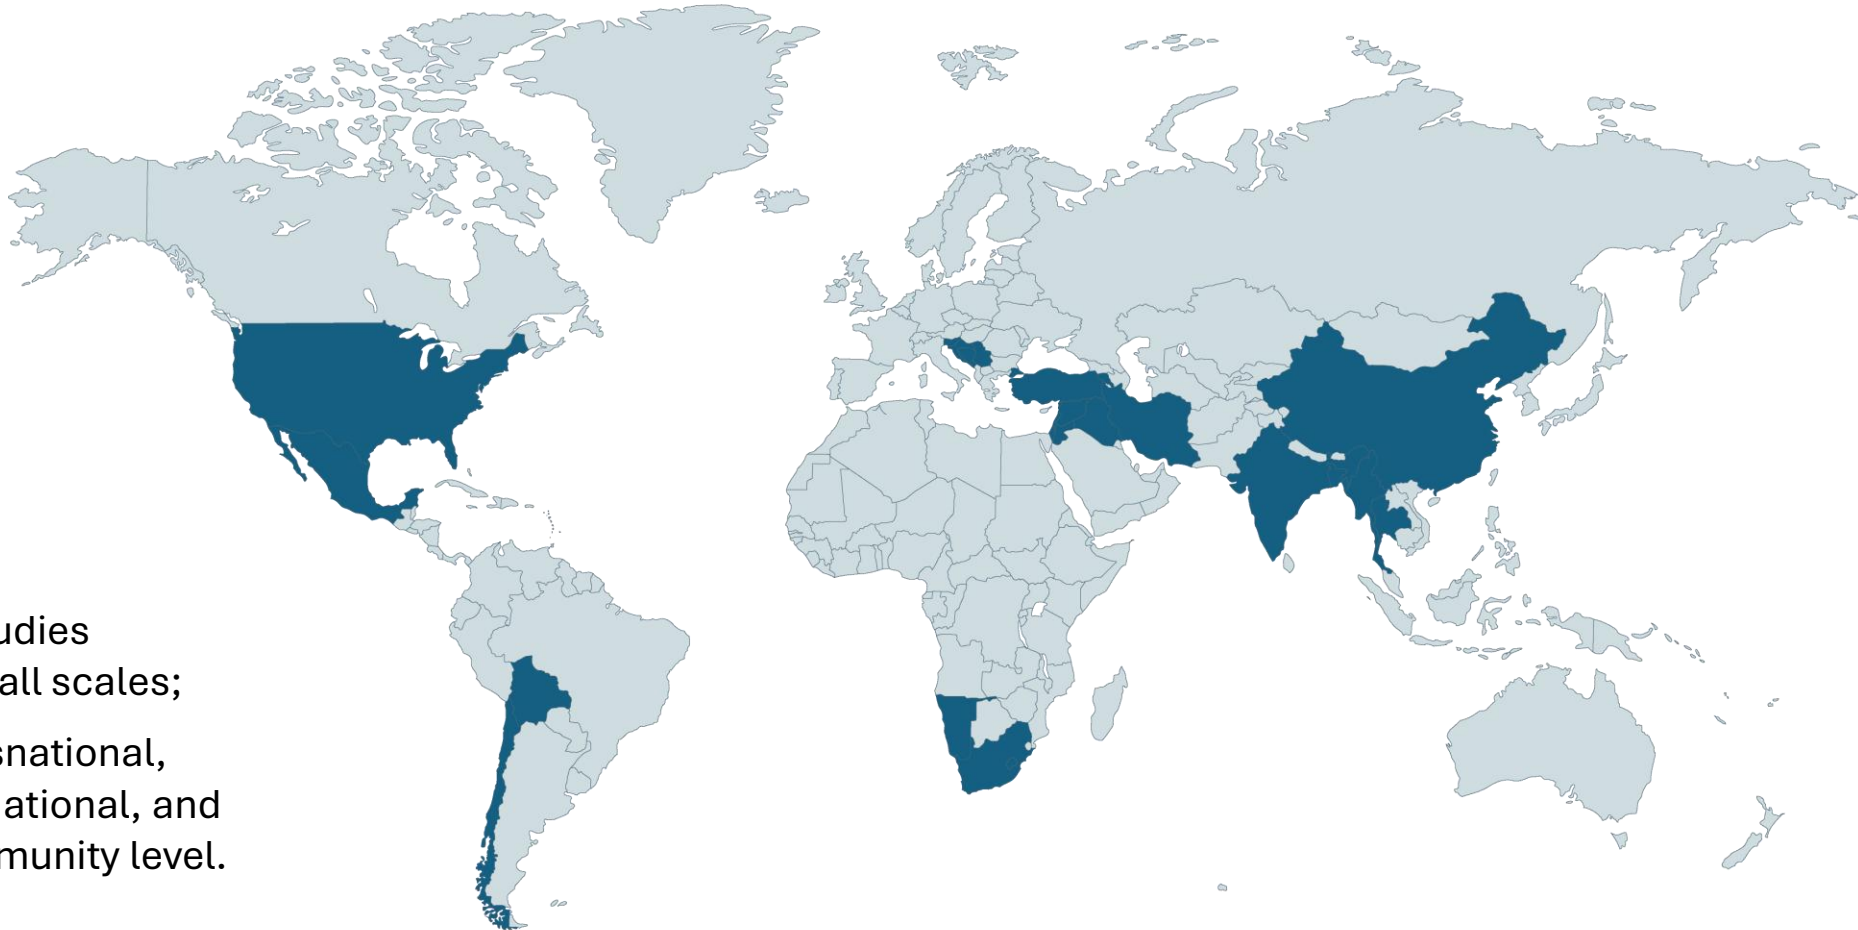 udies
all scales;
snational,
ational, and
munity level.